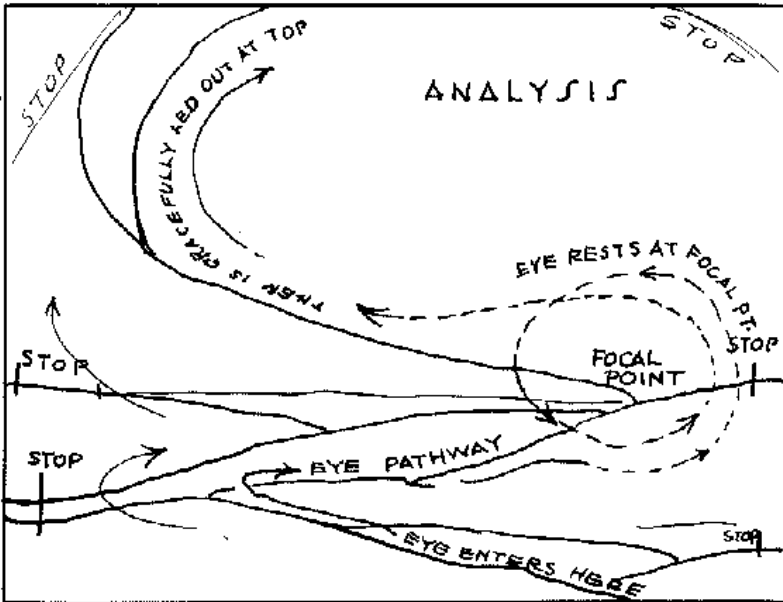 STOP
STOP
ANALYSIS
THEN IS GRACEFULLY LED OUT AT TOP
EYE RESTS AT FOCAL PT.
STOP
FOCAL
POINT
STOP
STOP
EYE PATHWAY
STOP
EYE ENTERS HERE